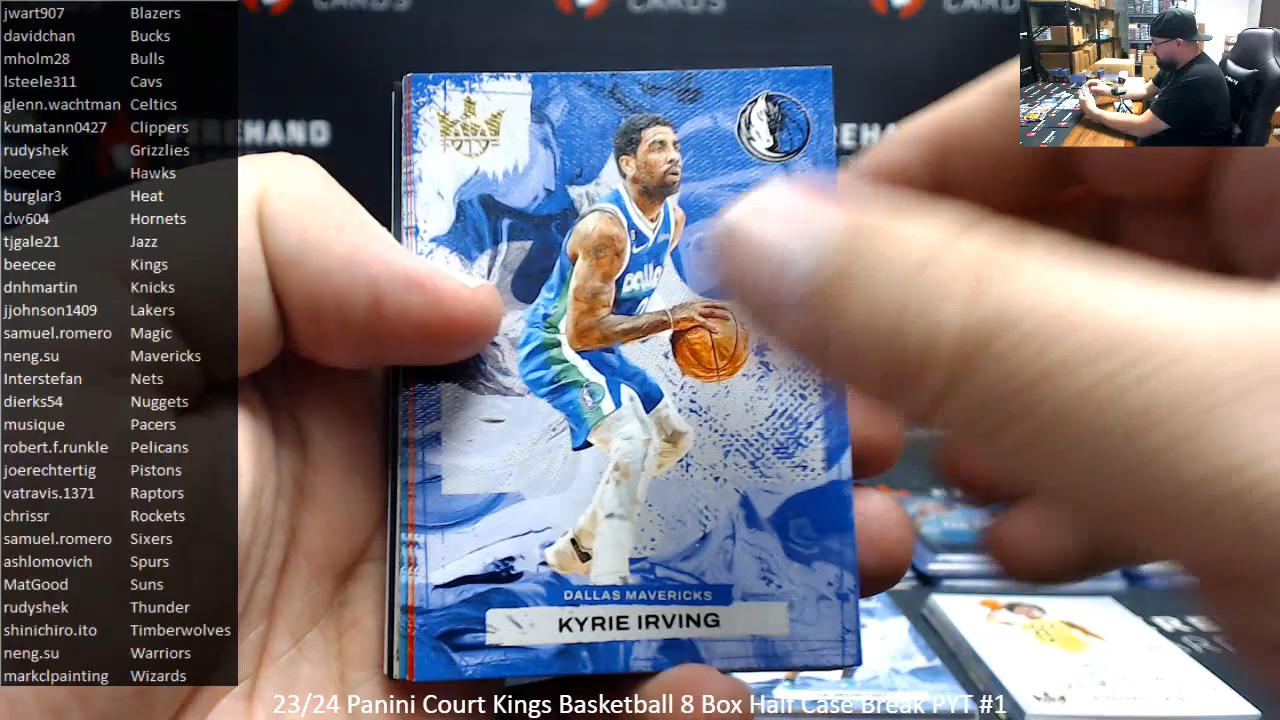 jwart907 Blazers
davidchan Bucks
mholm28 Bulls
lsteele311 Cavs
glenn.wachtman Celtics
kumatann0427 Clippers
rudyshek Grizzlies
beecee Hawks
burglar3 Heat
dw604 Hornets
tjgale21 Jazz
beecee Kings
dnhmartin Knicks
jjohnson1409 Lakers
samuel.romero Magic
neng.su Mavericks
Interstefan Nets
dierks54 Nuggets
musique Pacers
robert.f.runkle Pelicans
joerechtertig Pistons
vatravis.1371 Raptors
chrissr Rockets
samuel.romero Sixers
ashlomovich Spurs
MatGood Suns
rudyshek Thunder
shinichiro.ito Timberwolves
neng.su Warriors
markclpainting Wizards
CARDS
CARDS
DALLAS MAVERICKS
KYRIE IRVING
23/24 Panini Court Kings Basketball 8 Box Half Case Break PYT #1